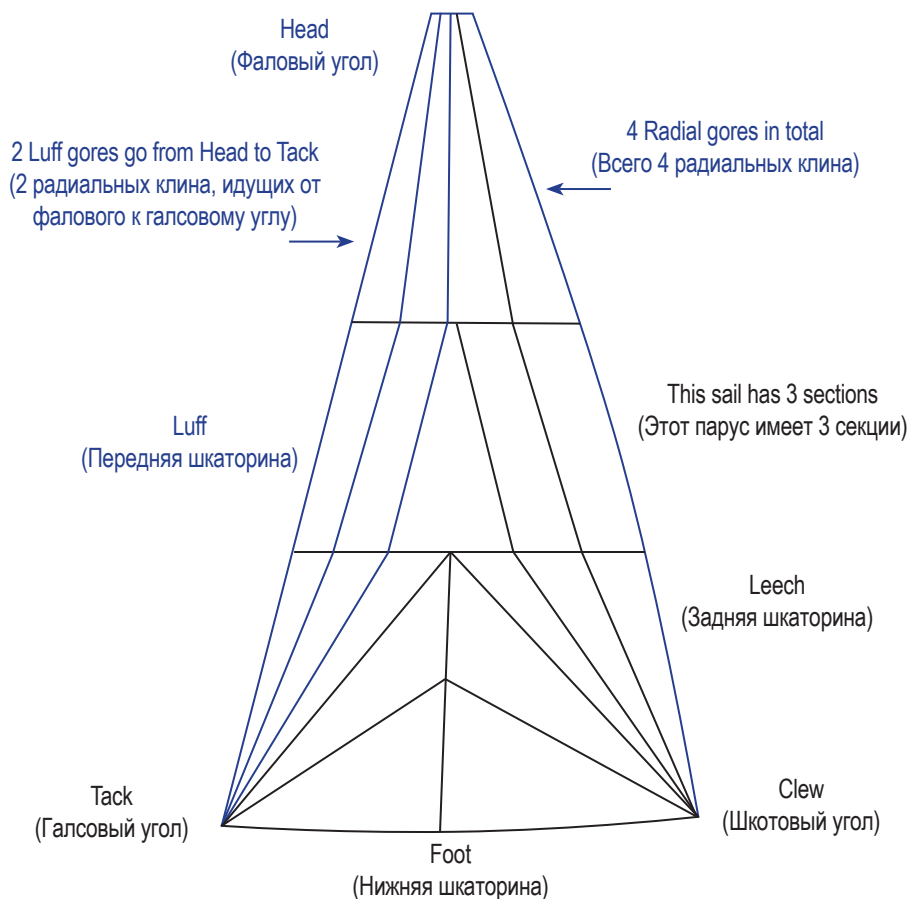 Head
(Фаловый угол)
4 Radial gores in total
(Всего 4 радиальных клина)
2 Luff gores go from Head to Tack
(2 радиальных клина, идущих от
фалового к галсовому углу)
This sail has 3 sections
(Этот парус имеет 3 секции)
Luff
(Передняя шкаторина)
Leech
(Задняя шкаторина)
Tack
(Галсовый угол)
Clew
(Шкотовый угол)
Foot
(Нижняя шкаторина)